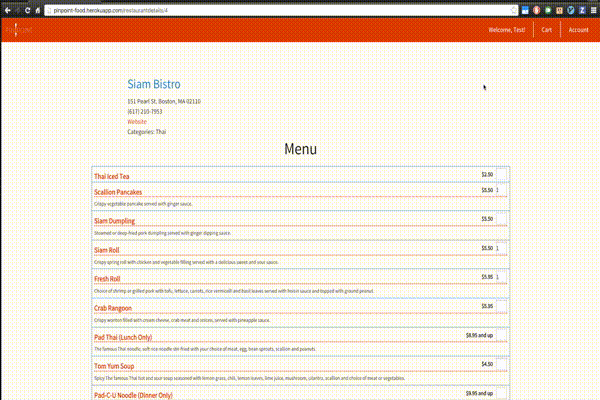 pinpoint-food.herokuapp.com/restaurantdetails/4
Welcome, Test! Cart Account
Siam Bistro
151 Pearl St, Boston, MA 02110
(617) 210-7953
Website
Categories: Thai
Menu
Thai Iced Tea $2.50
Scallion Pancakes $5.50 2
Crispy vegetable pancake served with ginger sauce.
Siam Dumpling $5.50
Steamed or deep-fried pork dumpling served with ginger dipping sauce.
Siam Roll $5.50 1
Crispy spring roll with chicken and vegetable filling served with a delicious sweet and sour sauce.
Fresh Roll $5.95 1
Choice of shrimp or grilled pork with tofu, lettuce, carrots, rice vermicelli and basil leaves served with hoisin sauce and topped with ground peanut.
Crab Rangoon $5.95
Crispy wonton filled with cream cheese, crab meat and onions, served with pineapple sauce.
Pad Thai (Lunch Only) $8.95 and up
The famous Thai noodle, soft rice noodle stir-fried with your choice of meat, egg, bean sprouts, scallion and peanuts.
Tom Yum Soup $4.50
Spicy The famous Thai hot and sour soup seasoned with lemon grass, chili, lemon leaves, lime juice, mushroom, cilantro, scallion and choice of meat or vegetables.
Pad-C-U Noodle (Dinner Only) $9.95 and up